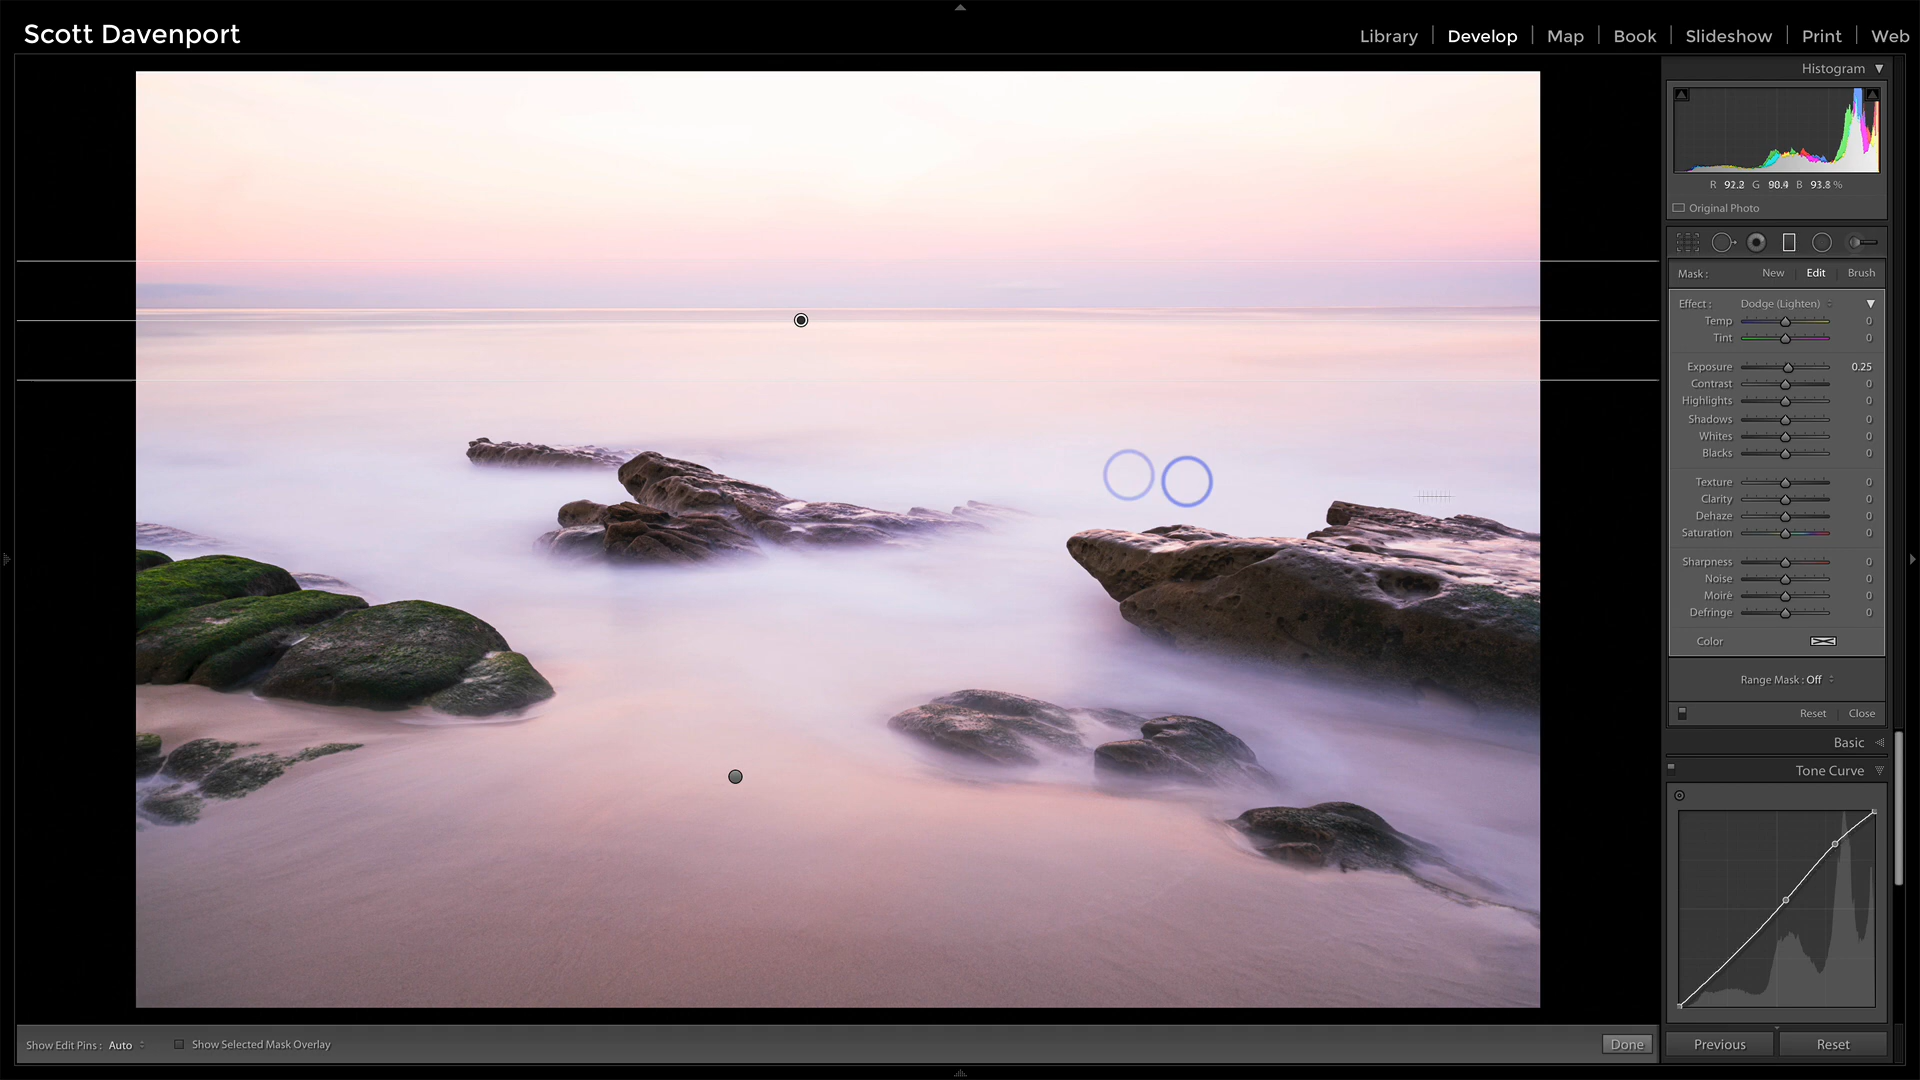 Scott Davenport
Library | Develop | Map | Book | Slideshow | Print | Web
Histogram
R 92.2 G 90.4 B 93.8 %
Original Photo
Mask : New | Edit | Brush
Effect : Dodge (Lighten)
Temp 0
Tint 0
Exposure 0.25
Contrast 0
Highlights 0
Shadows 0
Whites 0
Blacks 0
Texture 0
Clarity 0
Dehaze 0
Saturation 0
Sharpness 0
Noise 0
Moiré 0
Defringe 0
Color
Range Mask : Off
Reset | Close
Basic
Tone Curve
Show Edit Pins : Auto Show Selected Mask Overlay Done
Previous Reset